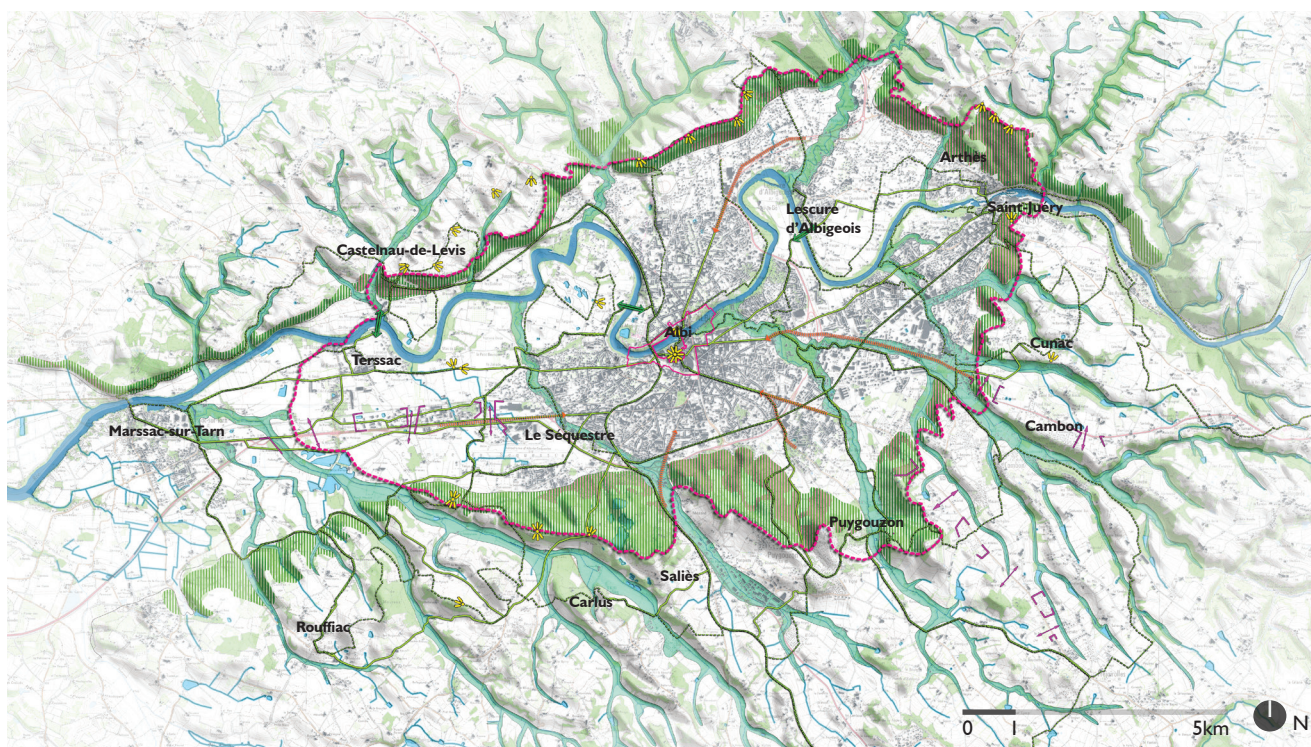 Arthès
Saint-Juéry
Lescure
d'Albigeois
Castelnau-de-Levis
Albi
Cunac
Terssac
Marssac-sur-Tarn
Le Séquestre
Cambon
Puygouzon
Saliès
Carlus
Rouffiac
0 1 5km N